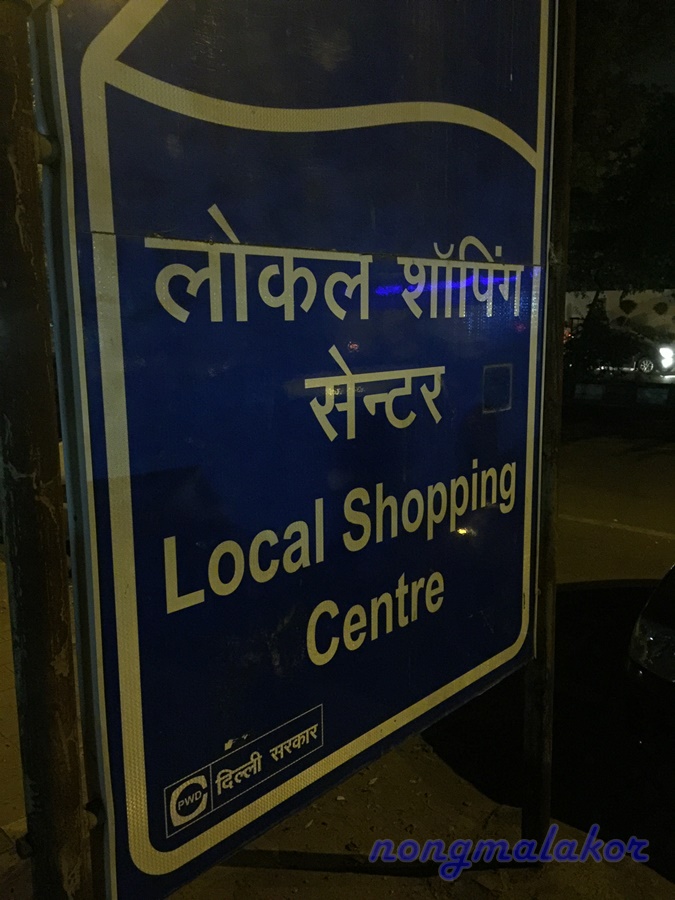 लोकल शॉपिंग
सेन्टर
Local Shopping
Centre
PWD दिल्ली सरकार
nongmalakor